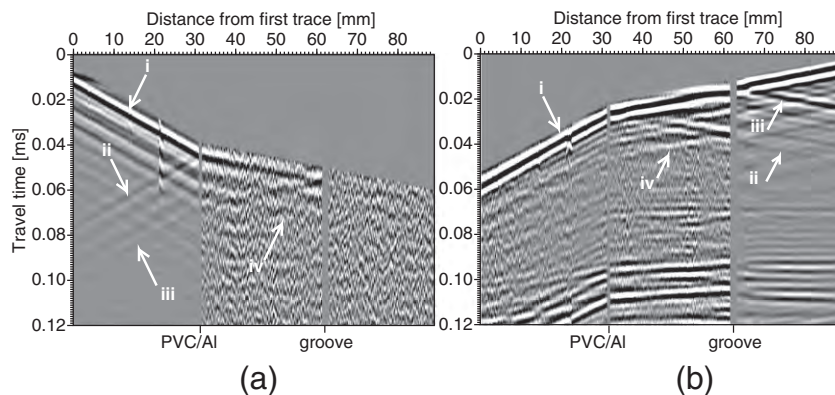 Distance from first trace [mm]
0 10 20 30 40 50 60 70 80
Travel time [ms]
0
0.02
0.04
0.06
0.08
0.10
0.12
i
ii
iii
iv
PVC/Al groove
(a)
Distance from first trace [mm]
0 10 20 30 40 50 60 70 80
0
0.02
0.04
0.06
0.08
0.10
0.12
i
iii
iv
ii
PVC/Al groove
(b)